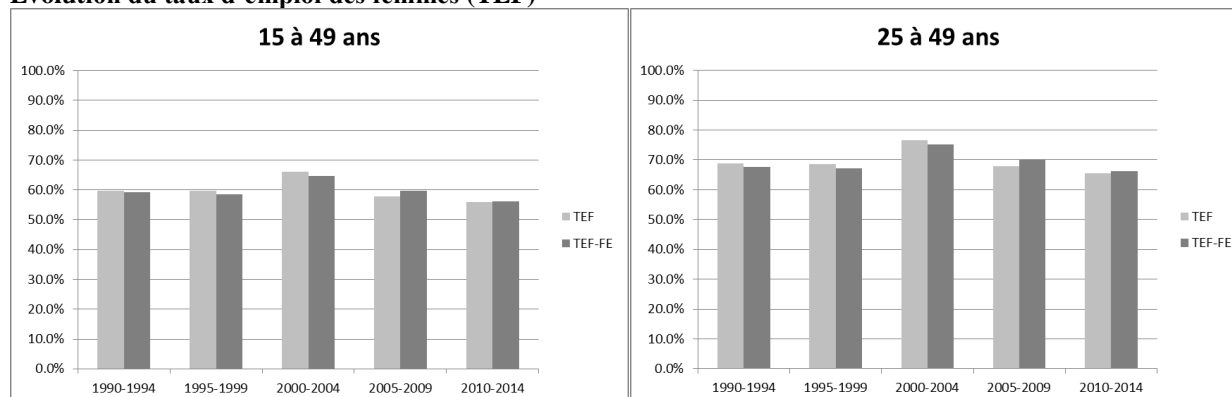 Evolution du taux d'emploi des femmes (TEF)
15 à 49 ans
100.0%
90.0%
80.0%
70.0%
60.0%
50.0%
40.0%
30.0%
20.0%
10.0%
0.0%
1990-1994 1995-1999 2000-2004 2005-2009 2010-2014
TEF
TEF-FE
25 à 49 ans
100.0%
90.0%
80.0%
70.0%
60.0%
50.0%
40.0%
30.0%
20.0%
10.0%
0.0%
1990-1994 1995-1999 2000-2004 2005-2009 2010-2014
TEF
TEF-FE